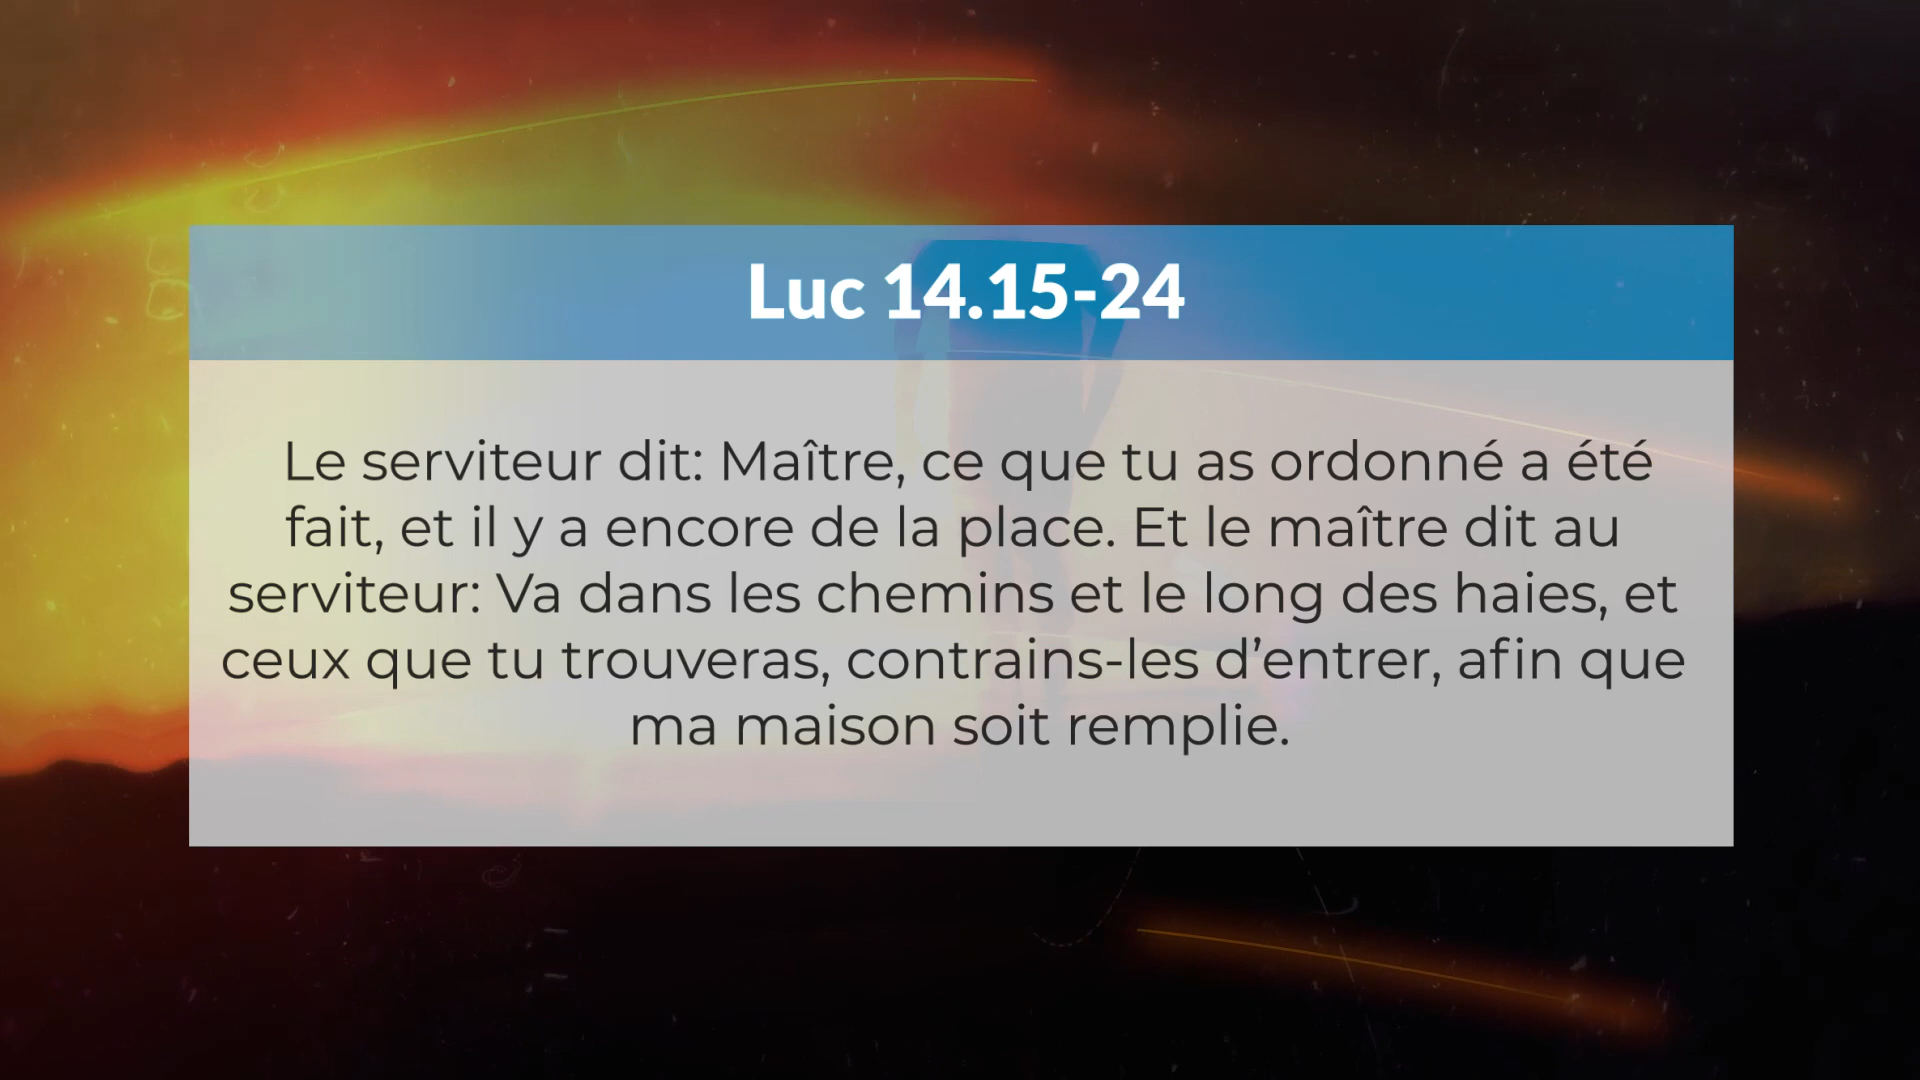 Luc 14.15-24
Le serviteur dit: Maître, ce que tu as ordonné a été
fait, et il y a encore de la place. Et le maître dit au
serviteur: Va dans les chemins et le long des haies, et
ceux que tu trouveras, contrains-les d’entrer, afin que
ma maison soit remplie.